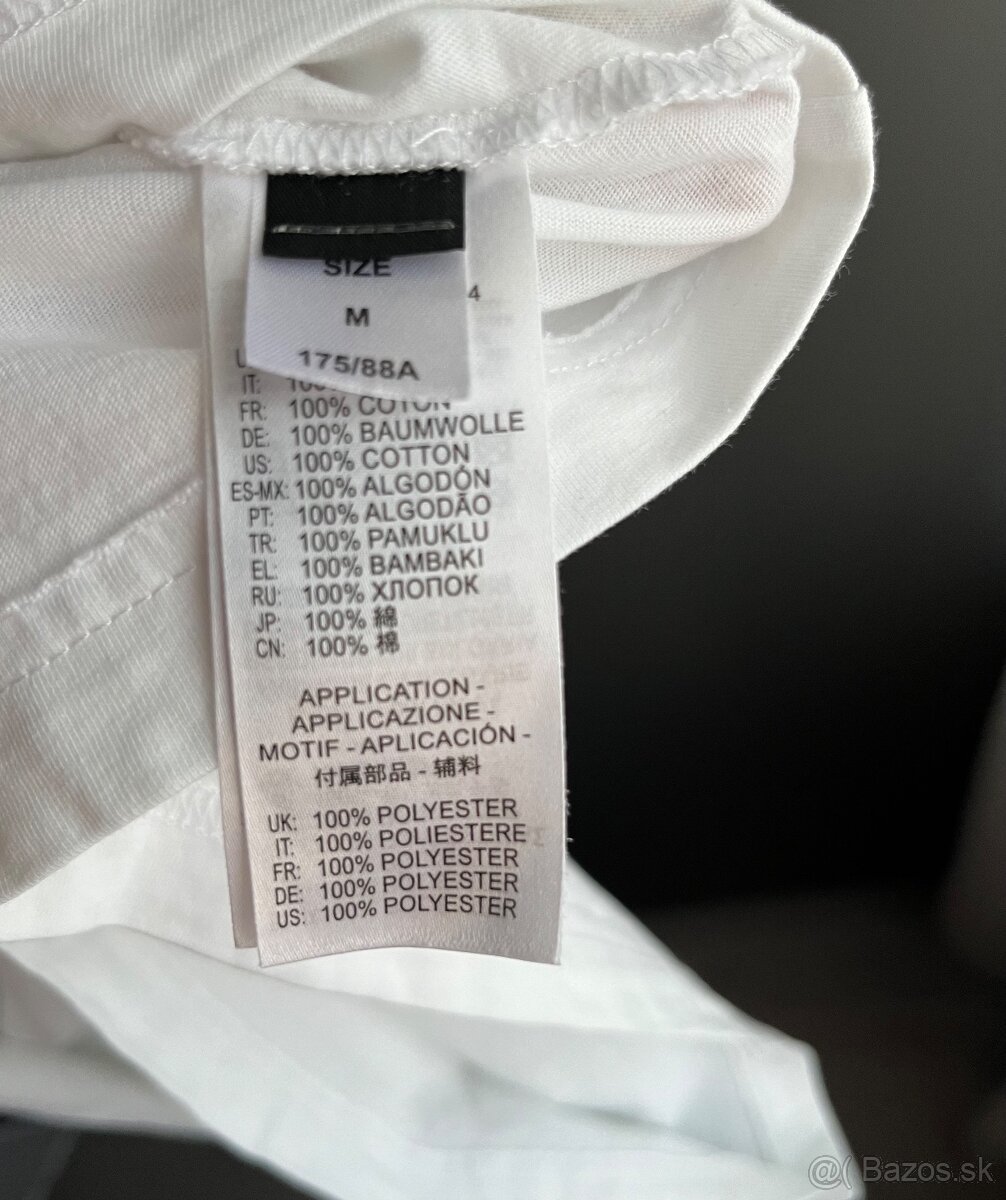 SIZE
M
175/88A
4
IT: 100%
FR: 100% COTON
DE: 100% BAUMWOLLE
US: 100% COTTON
ES-MX: 100% ALGODÓN
PT: 100% ALGODÃO
TR: 100% PAMUKLU
EL: 100% BAMBAKI
RU: 100% ХЛОПОК
JP: 100% 綿
CN: 100% 棉
APPLICATION -
APPLICAZIONE -
MOTIF - APLICACIÓN -
付属部品 - 辅料
UK: 100% POLYESTER
IT: 100% POLIESTERE
FR: 100% POLYESTER
DE: 100% POLYESTER
US: 100% POLYESTER
@( Bazos.sk